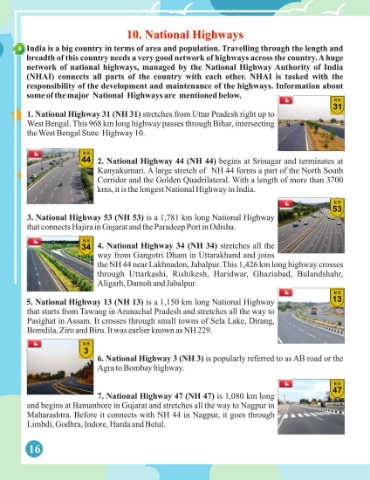 10. National Highways
India is a big country in terms of area and population. Travelling through the length and
breadth of this country needs a very good network of highways across the country. A huge
network of national highways, managed by the National Highway Authority of India
(NHAI) connects all parts of the country with each other. NHAI is tasked with the
responsibility of the development and maintenance of the highways. Information about
some of the major National Highways are mentioned below.
31
1. National Highway 31 (NH 31) stretches from Uttar Pradesh right up to
West Bengal. This 968 km long highway passes through Bihar, intersecting
the West Bengal State Highway 10.
44
2. National Highway 44 (NH 44) begins at Srinagar and terminates at
Kanyakumari. A large stretch of NH 44 forms a part of the North South
Corridor and the Golden Quadrilateral. With a length of more than 3700
kms, it is the longest National Highway in India.
53
3. National Highway 53 (NH 53) is a 1,781 km long National Highway
that connects Hajira in Gujarat and the Paradeep Port in Odisha.
34
4. National Highway 34 (NH 34) stretches all the
way from Gangotri Dham in Uttarakhand and joins
the NH 44 near Lakhnadon, Jabalpur. This 1,426 km long highway crosses
through Uttarkashi, Rishikesh, Haridwar, Ghaziabad, Bulandshahr,
Aligarh, Damoh and Jabalpur.
13
5. National Highway 13 (NH 13) is a 1,150 km long National Highway
that starts from Tawang in Arunachal Pradesh and stretches all the way to
Pasighat in Assam. It crosses through small towns of Sela Lake, Dirang,
Bomdila, Ziro and Biru. It was earlier known as NH 229.
3
6. National Highway 3 (NH 3) is popularly referred to as AB road or the
Agra to Bombay highway.
47
7. National Highway 47 (NH 47) is 1,080 km long
and begins at Bamanbore in Gujarat and stretches all the way to Nagpur in
Maharashtra. Before it connects with NH 44 in Nagpur, it goes through
Limbdi, Godhra, Indore, Harda and Betul.
16